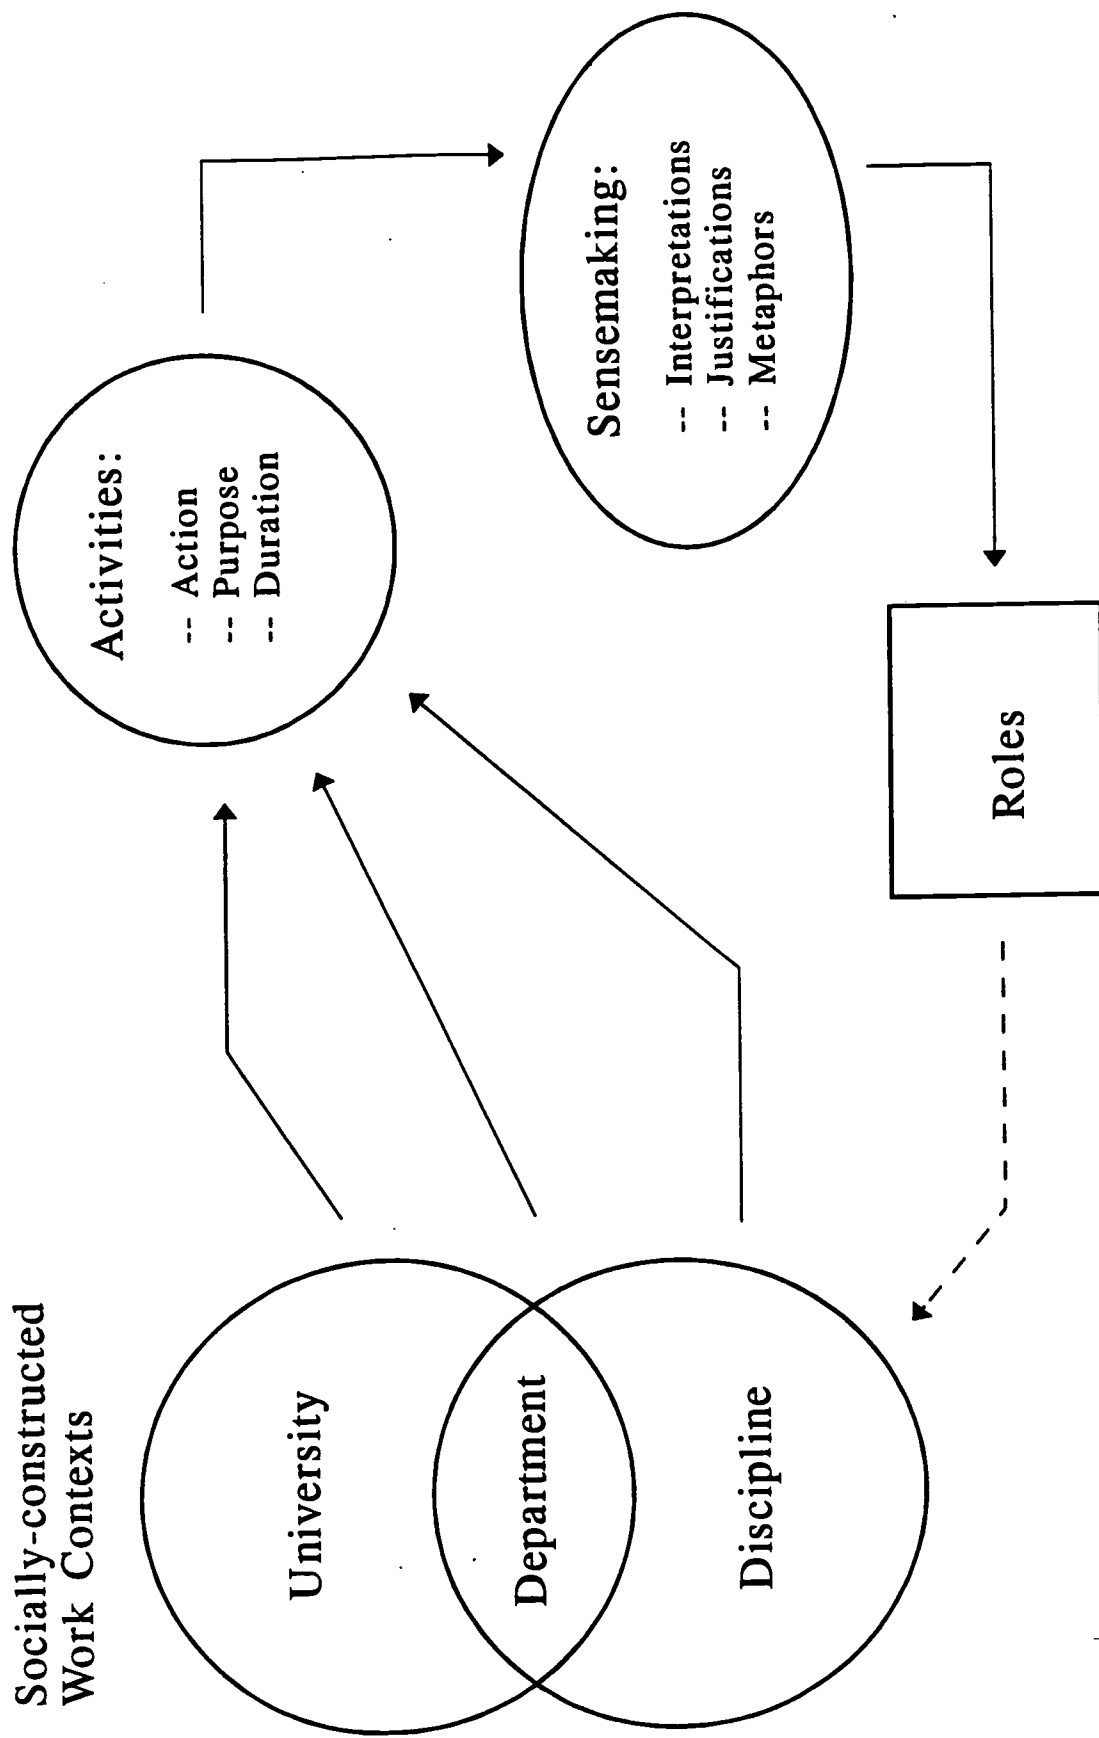 Socially-constructed
Work Contexts
University
Department
Discipline
Activities:
-- Action
-- Purpose
-- Duration
Sensemaking:
-- Interpretations
-- Justifications
-- Metaphors
Roles